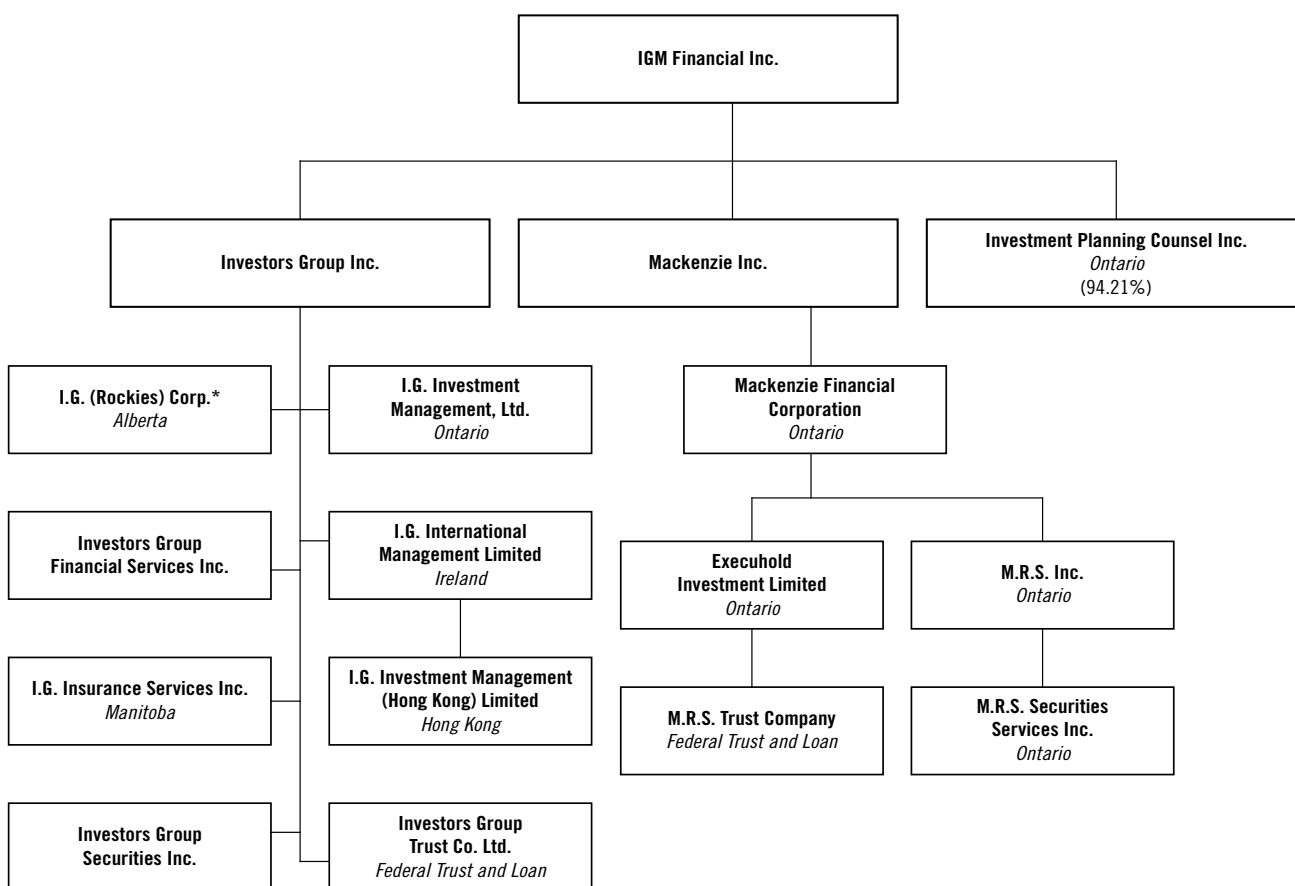 IGM Financial Inc.
Investors Group Inc.
Mackenzie Inc.
Investment Planning Counsel Inc.
Ontario
(94.21%)
I.G. (Rockies) Corp.*
Alberta
I.G. Investment
Management, Ltd.
Ontario
Mackenzie Financial
Corporation
Ontario
Investors Group
Financial Services Inc.
I.G. International
Management Limited
Ireland
Execuhold
Investment Limited
Ontario
M.R.S. Inc.
Ontario
I.G. Insurance Services Inc.
Manitoba
I.G. Investment Management
(Hong Kong) Limited
Hong Kong
M.R.S. Trust Company
Federal Trust and Loan
M.R.S. Securities
Services Inc.
Ontario
Investors Group
Securities Inc.
Investors Group
Trust Co. Ltd.
Federal Trust and Loan